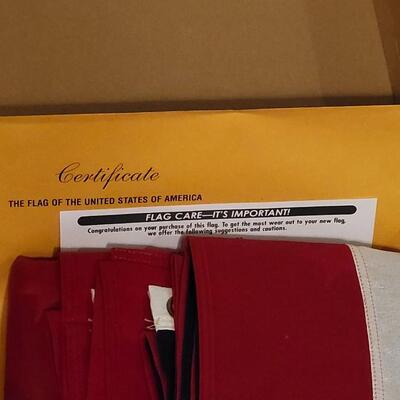 Certificate
THE FLAG OF THE UNITED STATES OF AMERICA
FLAG CARE—IT'S IMPORTANT!
Congratulations on your purchase of this flag. To get the most wear out to your new flag,
we offer the following suggestions and cautions.